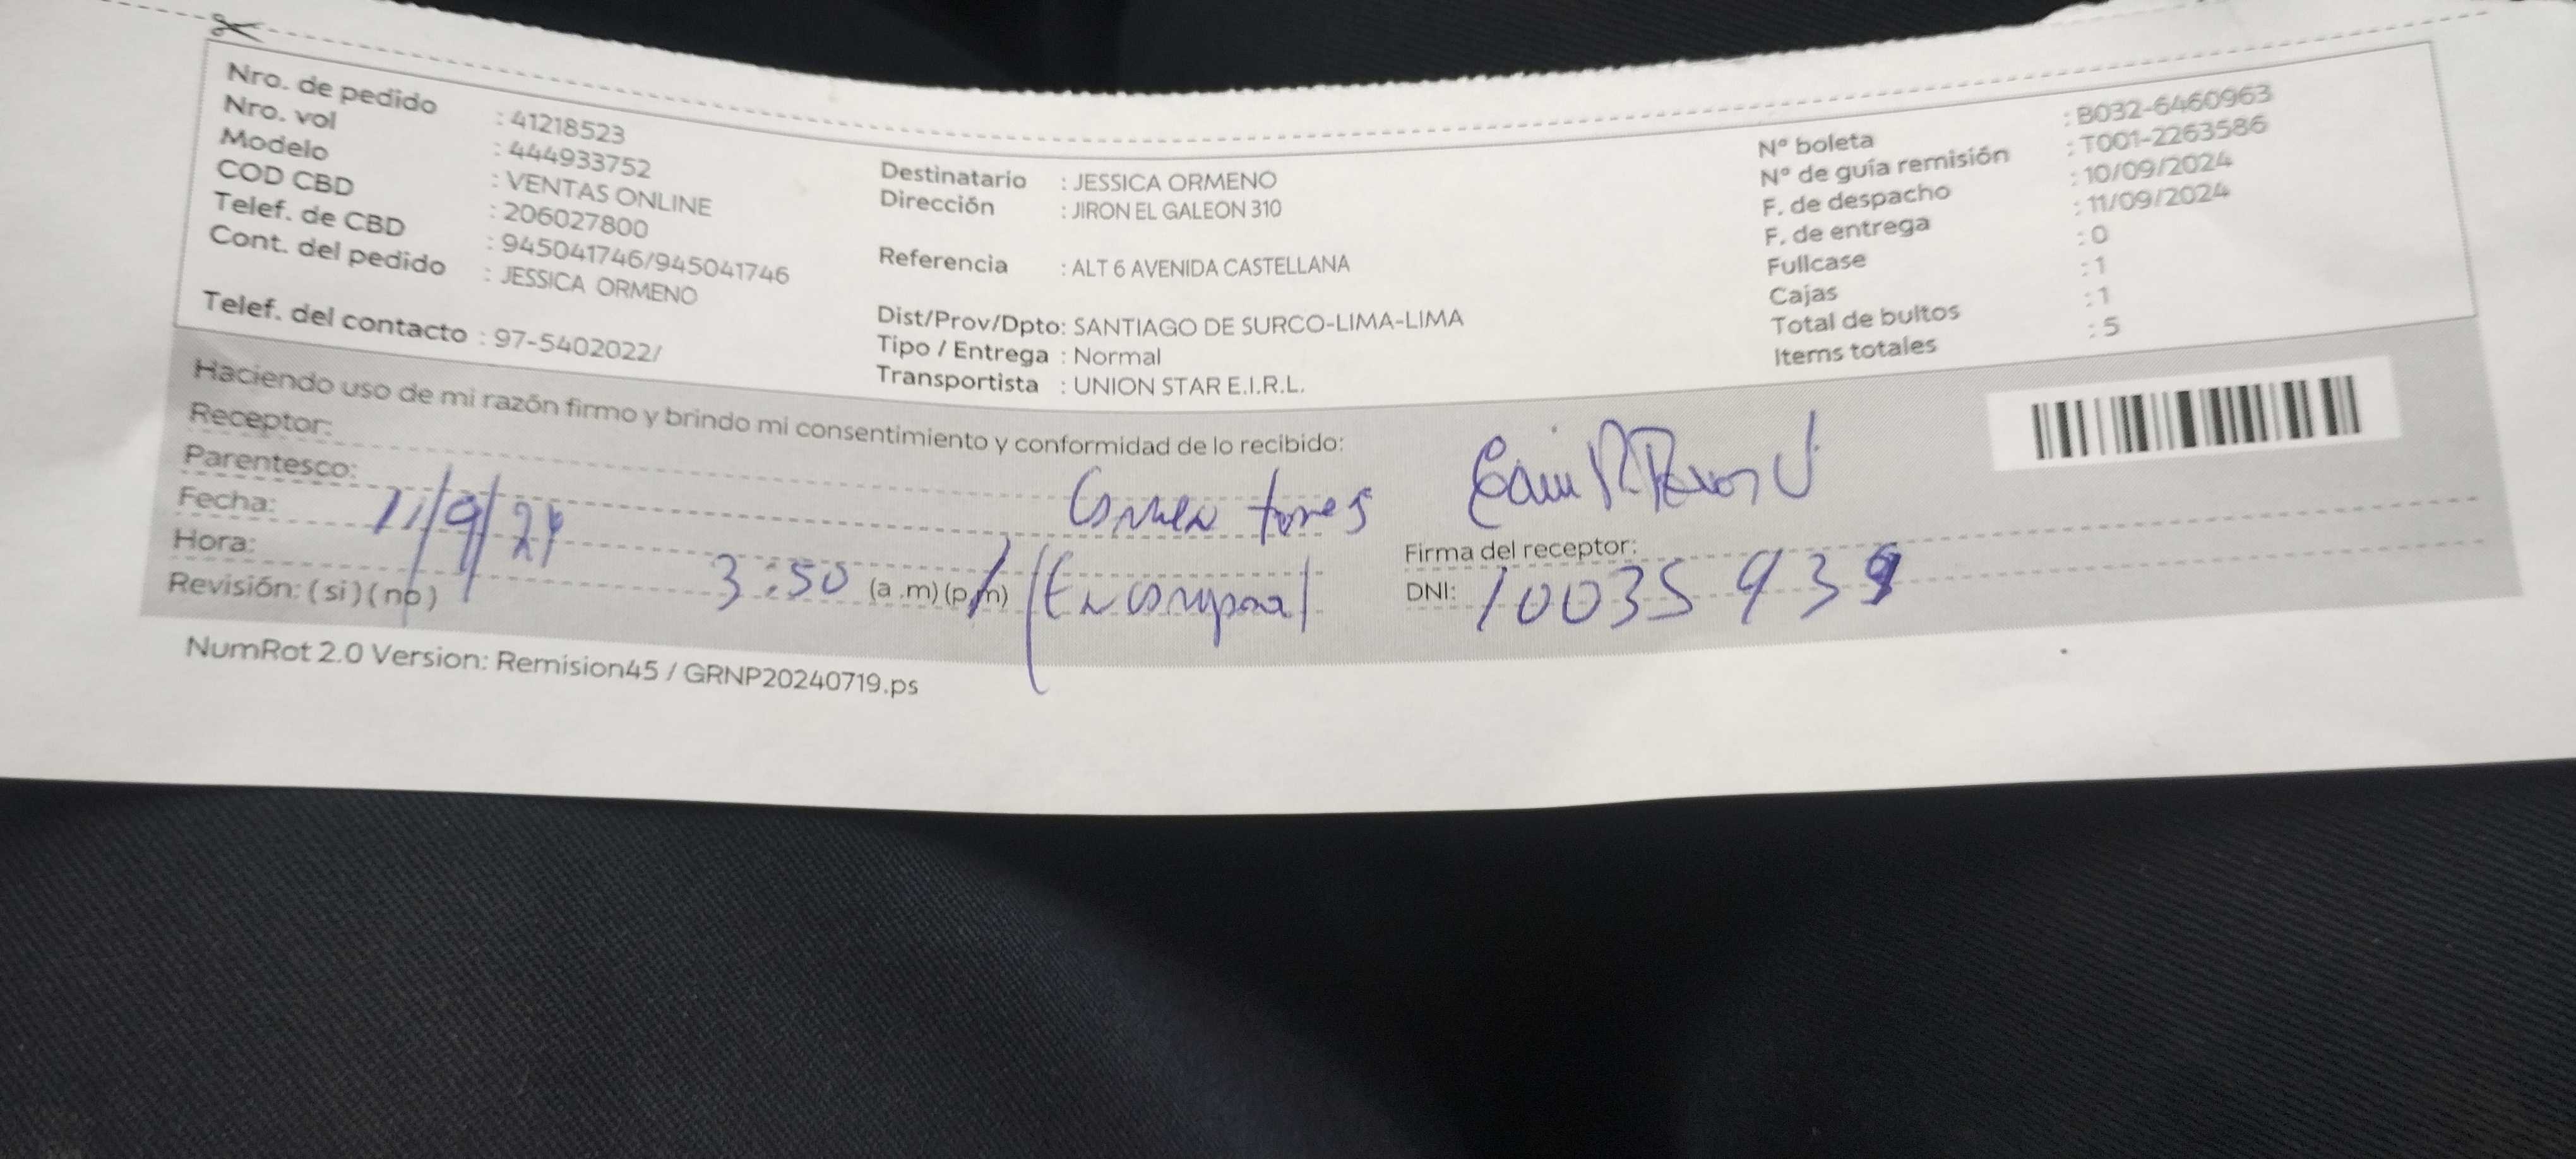 Nro. de pedido : 41218523
Nro. vol : 444933752
Modelo : VENTAS ONLINE
COD CBD : 206027800
Telef. de CBD : 945041746/945041746
Cont. del pedido : JESSICA ORMENO
Telef. del contacto : 97-5402022/
Destinatario : JESSICA ORMENO
Dirección : JIRON EL GALEON 310
Referencia : ALT 6 AVENIDA CASTELLANA
Dist/Prov/Dpto: SANTIAGO DE SURCO-LIMA-LIMA
Tipo / Entrega : Normal
Transportista : UNION STAR E.I.R.L.
N° boleta : B032-6460963
N° de guía remisión : T001-2263586
F. de despacho : 10/09/2024
F. de entrega : 11/09/2024
Fullcase : 0
Cajas : 1
Total de bultos : 1
Items totales : 5
Haciendo uso de mi razón firmo y brindo mi consentimiento y conformidad de lo recibido:
Receptor:
Parentesco:
Fecha: 11/9/24
Hora: 3:50 (a .m) (p.m)
Revisión: (si) (no)
Firma del receptor:
DNI: 1003593
NumRot 2.0 Version: Remision45 / GRNP20240719.ps